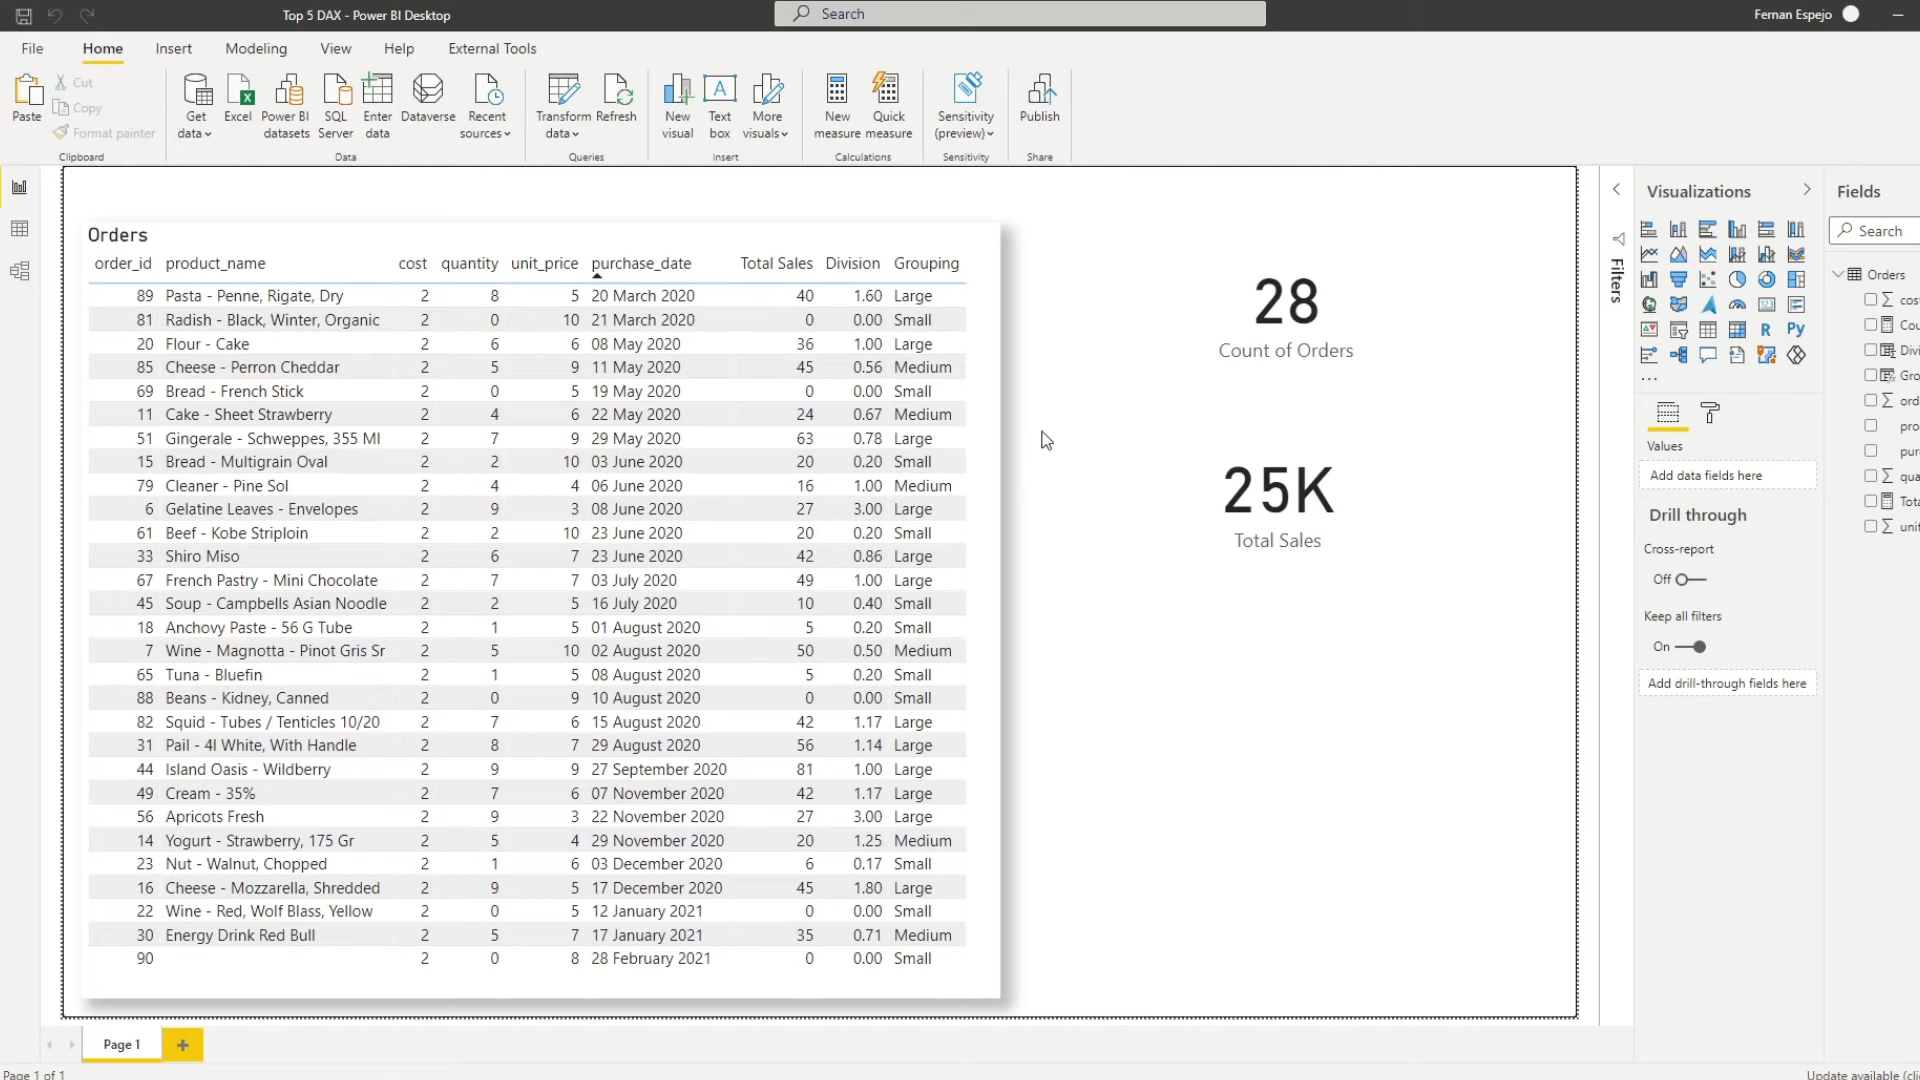 Top 5 DAX - Power BI Desktop
Search
Fernan Espejo
File Home Insert Modeling View Help External Tools
Paste
Cut
Copy
Format painter
Clipboard
Get data
Excel
Power BI datasets
SQL Server
Enter data
Dataverse
Recent sources
Data
Transform data
Refresh
Queries
New visual
Text box
More visuals
Insert
New measure
Quick measure
Calculations
Sensitivity (preview)
Sensitivity
Publish
Share
Orders
order_id product_name cost quantity unit_price purchase_date Total Sales Division Grouping
89 Pasta - Penne, Rigate, Dry 2 8 5 20 March 2020 40 1.60 Large
81 Radish - Black, Winter, Organic 2 0 10 21 March 2020 0 0.00 Small
20 Flour - Cake 2 6 6 08 May 2020 36 1.00 Large
85 Cheese - Perron Cheddar 2 5 9 11 May 2020 45 0.56 Medium
69 Bread - French Stick 2 0 5 19 May 2020 0 0.00 Small
11 Cake - Sheet Strawberry 2 4 6 22 May 2020 24 0.67 Medium
51 Gingerale - Schweppes, 355 Ml 2 7 9 29 May 2020 63 0.78 Large
15 Bread - Multigrain Oval 2 2 10 03 June 2020 20 0.20 Small
79 Cleaner - Pine Sol 2 4 4 06 June 2020 16 1.00 Medium
6 Gelatine Leaves - Envelopes 2 9 3 08 June 2020 27 3.00 Large
61 Beef - Kobe Striploin 2 2 10 23 June 2020 20 0.20 Small
33 Shiro Miso 2 6 7 23 June 2020 42 0.86 Large
67 French Pastry - Mini Chocolate 2 7 7 03 July 2020 49 1.00 Large
45 Soup - Campbells Asian Noodle 2 2 5 16 July 2020 10 0.40 Small
18 Anchovy Paste - 56 G Tube 2 1 5 01 August 2020 5 0.20 Small
7 Wine - Magnotta - Pinot Gris Sr 2 5 10 02 August 2020 50 0.50 Medium
65 Tuna - Bluefin 2 1 5 08 August 2020 5 0.20 Small
88 Beans - Kidney, Canned 2 0 9 10 August 2020 0 0.00 Small
82 Squid - Tubes / Tenticles 10/20 2 7 6 15 August 2020 42 1.17 Large
31 Pail - 4l White, With Handle 2 8 7 29 August 2020 56 1.14 Large
44 Island Oasis - Wildberry 2 9 9 27 September 2020 81 1.00 Large
49 Cream - 35% 2 7 6 07 November 2020 42 1.17 Large
56 Apricots Fresh 2 9 3 22 November 2020 27 3.00 Large
14 Yogurt - Strawberry, 175 Gr 2 5 4 29 November 2020 20 1.25 Medium
23 Nut - Walnut, Chopped 2 1 6 03 December 2020 6 0.17 Small
16 Cheese - Mozzarella, Shredded 2 9 5 17 December 2020 45 1.80 Large
22 Wine - Red, Wolf Blass, Yellow 2 0 5 12 January 2021 0 0.00 Small
30 Energy Drink Red Bull 2 5 7 17 January 2021 35 0.71 Medium
90 2 0 8 28 February 2021 0 0.00 Small
28
Count of Orders
25K
Total Sales
Filters
Visualizations
R Py
Values
Add data fields here
Drill through
Cross-report
Off
Keep all filters
On
Add drill-through fields here
Fields
Search
Orders
cos
Cou
Divi
Gro
ord
pro
pur
qua
Tota
unit
Page 1
Page 1 of 1
Update available (clic